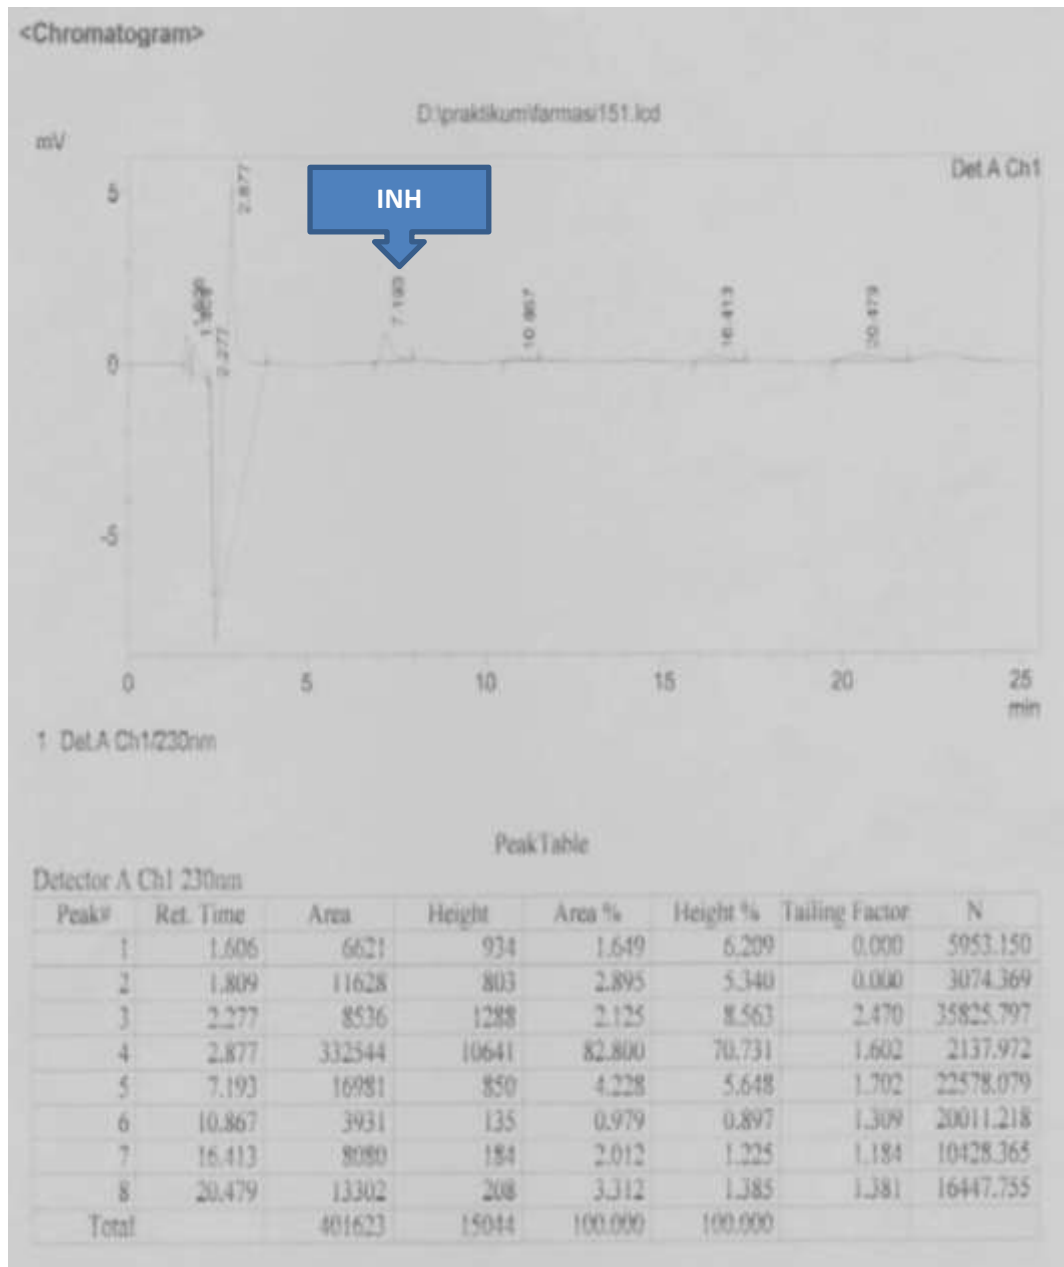 <Chromatogram>
D:\praktikum\farmasi151.lcd
mV
Det.A Ch1
INH
5
0
-5
2.877
2.277
7.193
10.867
16.413
20.479
0 5 10 15 20 25
min
1 Det.A Ch1/230nm
PeakTable
Detector A Ch1 230nm
Peak# Ret. Time Area Height Area % Height % Tailing Factor N
1 1.606 6621 934 1.649 6.209 0.000 5953.150
2 1.809 11628 803 2.895 5.340 0.000 3074.369
3 2.277 8536 1288 2.125 8.563 2.470 35825.797
4 2.877 332544 10641 82.800 70.731 1.602 2137.972
5 7.193 16981 850 4.228 5.648 1.702 22578.079
6 10.867 3931 135 0.979 0.897 1.309 20011.218
7 16.413 8080 184 2.012 1.225 1.184 10428.365
8 20.479 13302 208 3.312 1.385 1.381 16447.755
Total 401623 15044 100.000 100.000